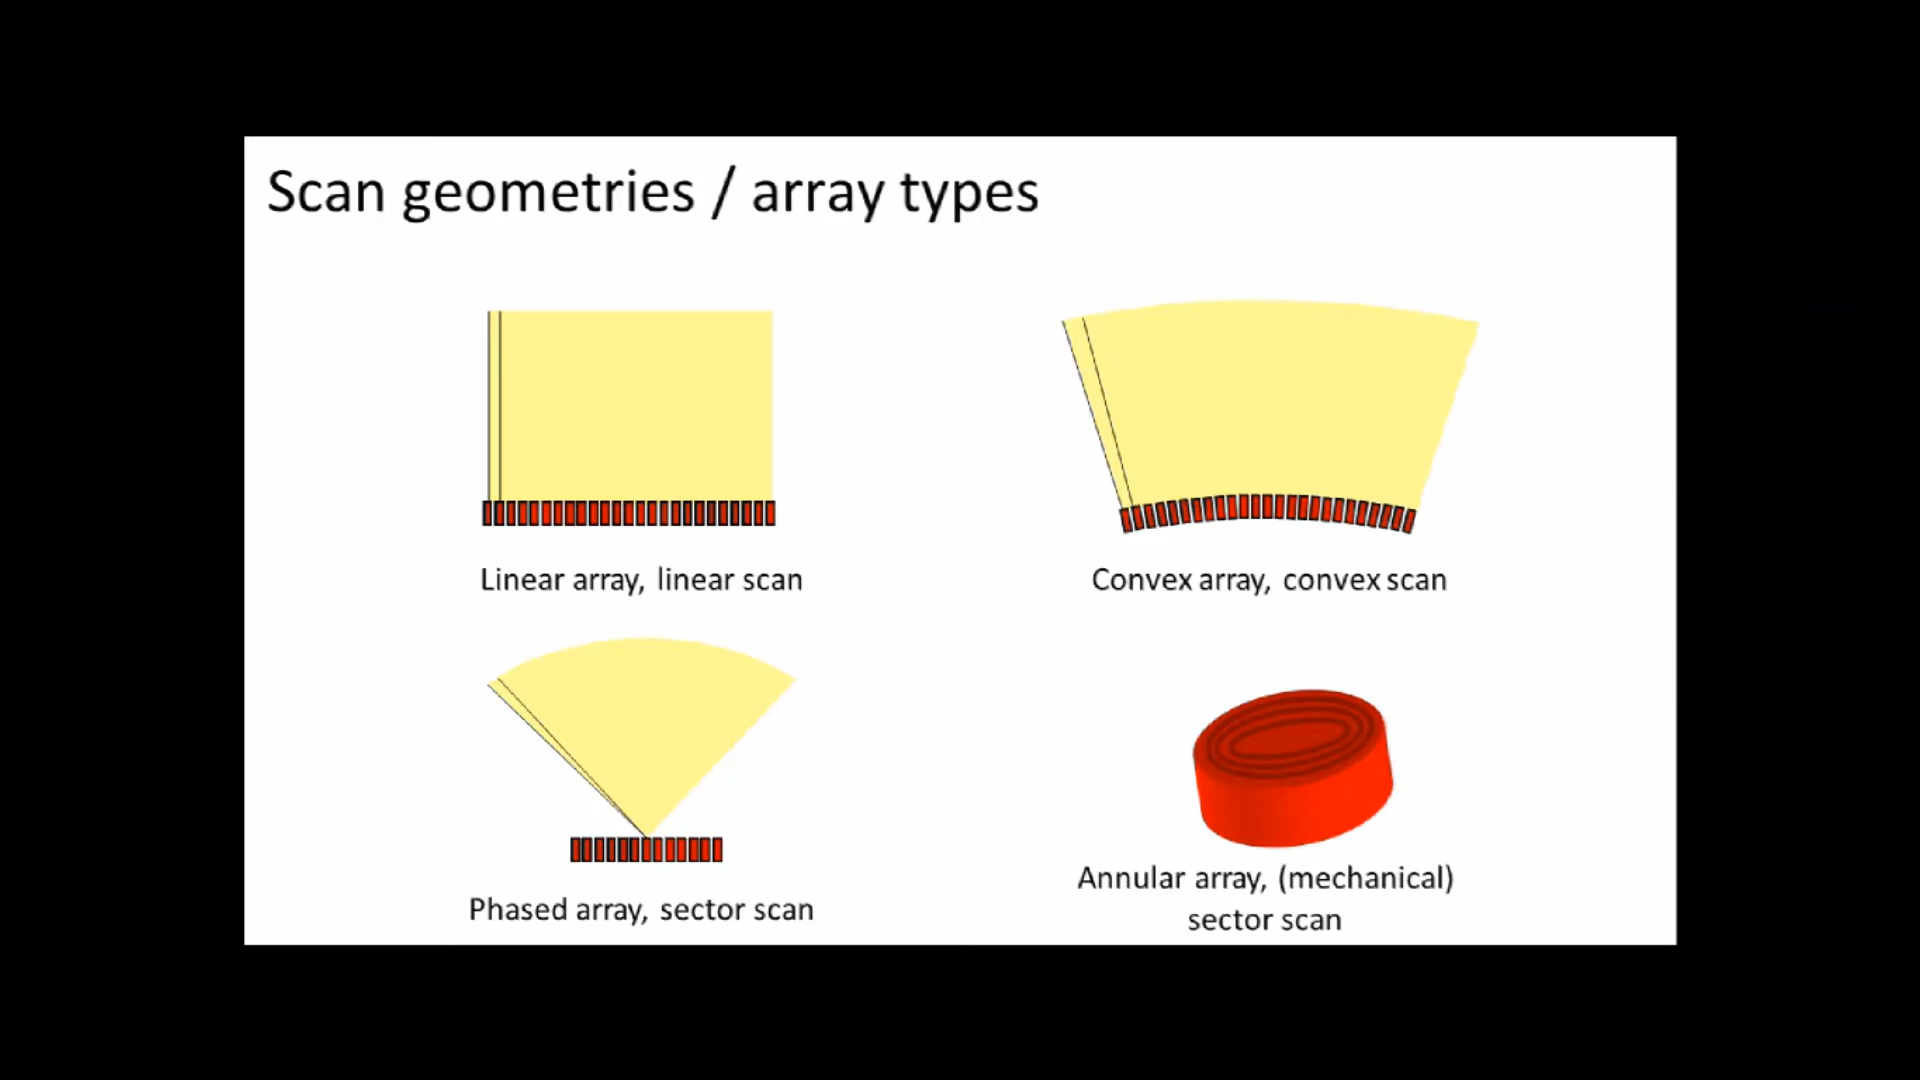 Scan geometries / array types
Linear array, linear scan
Convex array, convex scan
Phased array, sector scan
Annular array, (mechanical)
sector scan